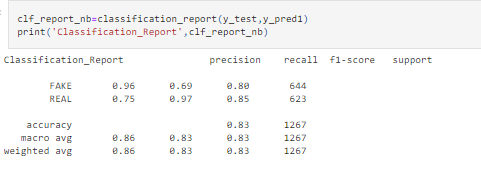 clf_report_nb=classification_report(y_test,y_pred1)
print('Classification_Report',clf_report_nb)
Classification_Report precision recall f1-score support
FAKE 0.96 0.69 0.80 644
REAL 0.75 0.97 0.85 623
accuracy 0.83 1267
macro avg 0.86 0.83 0.83 1267
weighted avg 0.86 0.83 0.83 1267